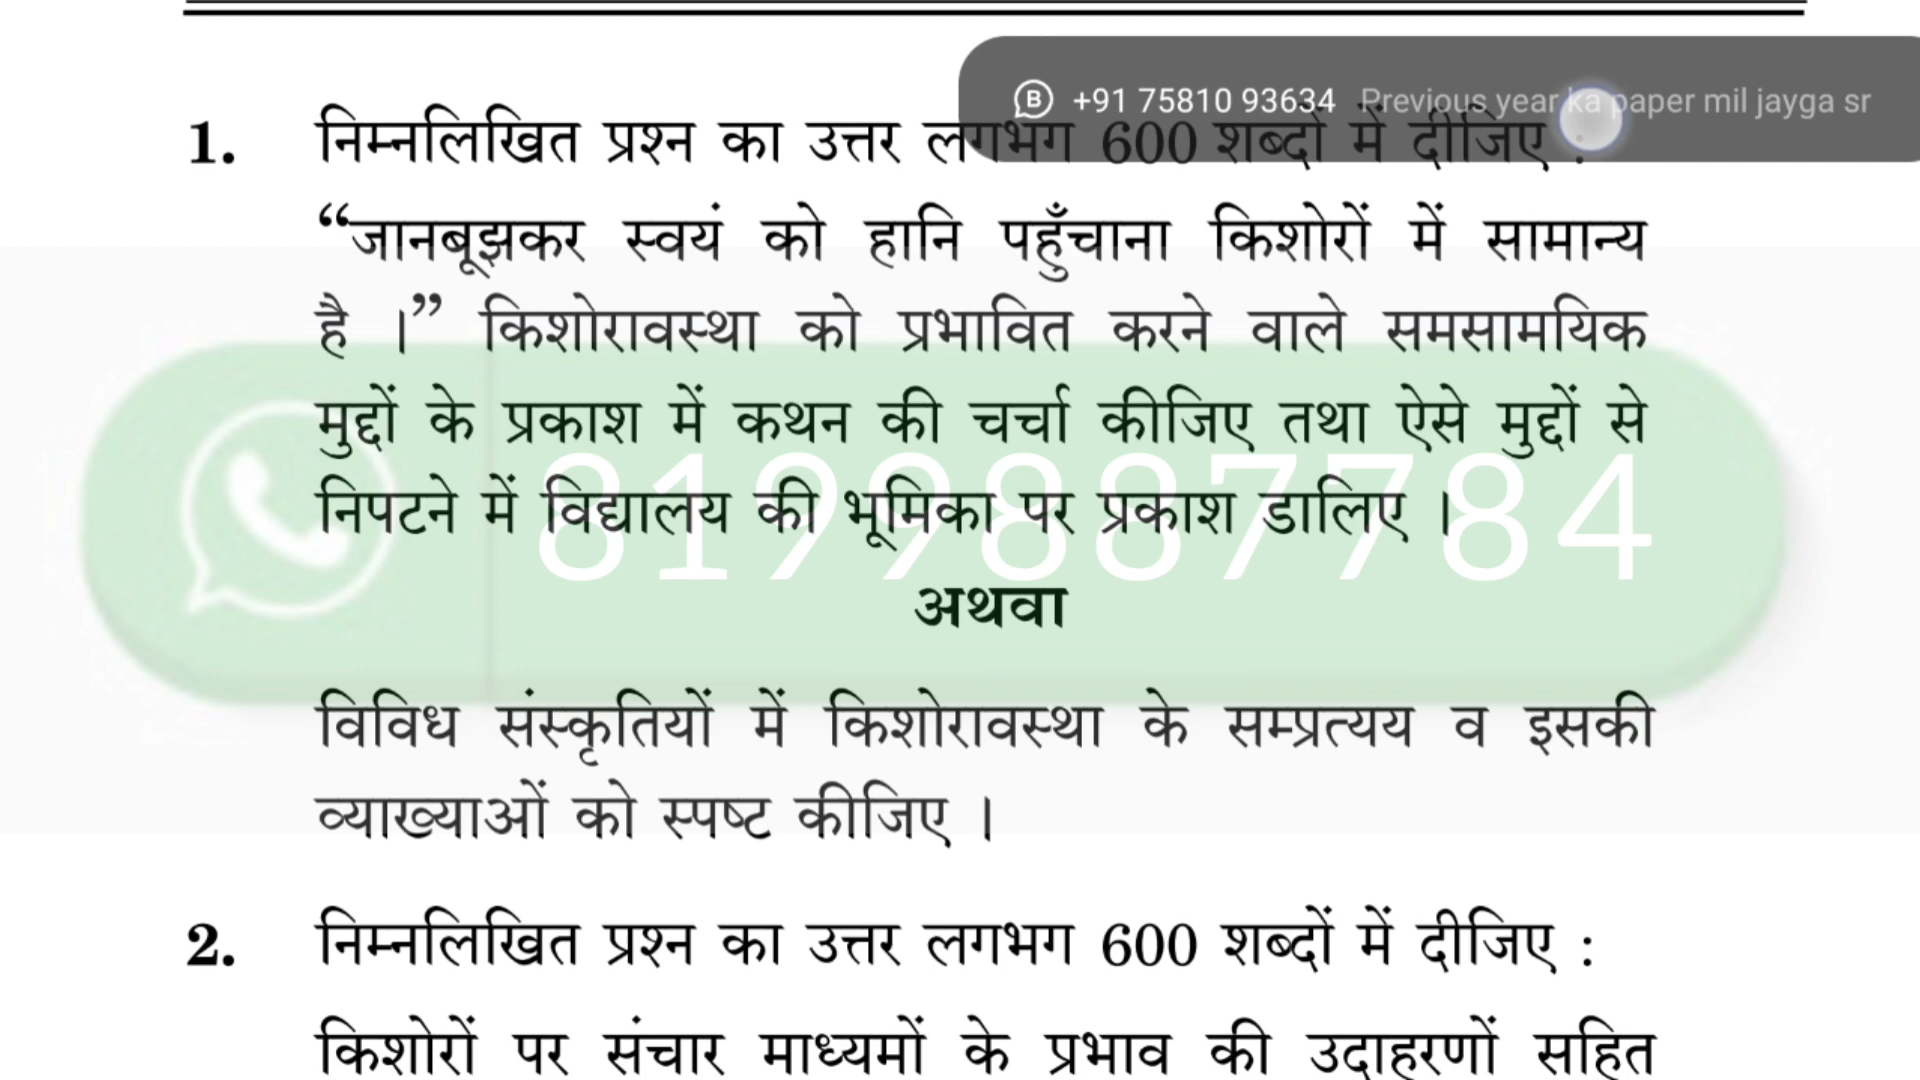 +91 75810 93634 Previous year ka paper mil jayga sr
1. निम्नलिखित प्रश्न का उत्तर लगभग 600 शब्दों में दीजिए :
“जानबूझकर स्वयं को हानि पहुँचाना किशोरों में सामान्य
है ।” किशोरावस्था को प्रभावित करने वाले समसामयिक
मुद्दों के प्रकाश में कथन की चर्चा कीजिए तथा ऐसे मुद्दों से
निपटने में विद्यालय की भूमिका पर प्रकाश डालिए ।
8199887784
अथवा
विविध संस्कृतियों में किशोरावस्था के सम्प्रत्यय व इसकी
व्याख्याओं को स्पष्ट कीजिए ।
2. निम्नलिखित प्रश्न का उत्तर लगभग 600 शब्दों में दीजिए :
किशोरों पर संचार माध्यमों के प्रभाव की उदाहरणों सहित